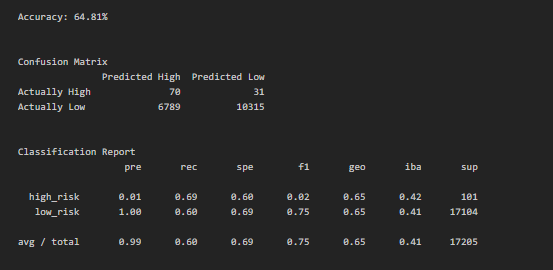 Accuracy: 64.81%
Confusion Matrix
Predicted High Predicted Low
Actually High 70 31
Actually Low 6789 10315
Classification Report
pre rec spe f1 geo iba sup
high_risk 0.01 0.69 0.60 0.02 0.65 0.42 101
low_risk 1.00 0.60 0.69 0.75 0.65 0.41 17104
avg / total 0.99 0.60 0.69 0.75 0.65 0.41 17205